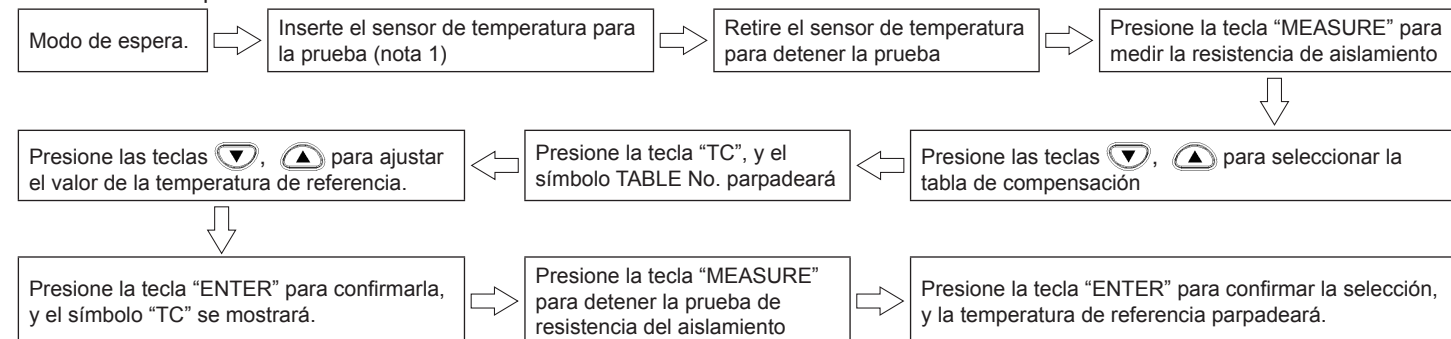 Modo de espera.
Inserte el sensor de temperatura para
la prueba (nota 1)
Retire el sensor de temperatura
para detener la prueba
Presione la tecla “MEASURE” para
medir la resistencia de aislamiento
Presione las teclas ▼, ▲ para seleccionar la
tabla de compensación
Presione la tecla “TC”, y el
símbolo TABLE No. parpadeará
Presione las teclas ▼, ▲ para ajustar
el valor de la temperatura de referencia.
Presione la tecla “ENTER” para confirmarla,
y el símbolo “TC” se mostrará.
Presione la tecla “MEASURE”
para detener la prueba de
resistencia del aislamiento
Presione la tecla “ENTER” para confirmar la selección,
y la temperatura de referencia parpadeará.